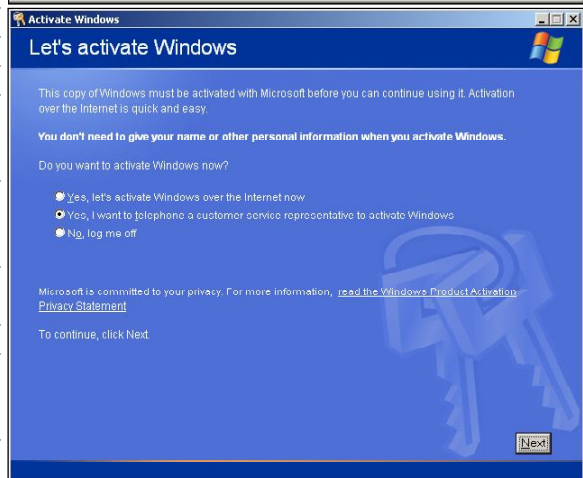 Activate Windows
Let's activate Windows
This copy of Windows must be activated with Microsoft before you can continue using it. Activation
over the Internet is quick and easy.
You don't need to give your name or other personal information when you activate Windows.
Do you want to activate Windows now?
Yes, let's activate Windows over the Internet now
Yes, I want to telephone a customer service representative to activate Windows
No, log me off
Microsoft is committed to your privacy. For more information, read the Windows Product Activation
Privacy Statement
To continue, click Next.
Next